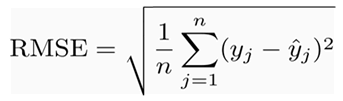 RMSE = \sqrt{\frac{1}{n} \sum_{j=1}^{n} (y_j - \hat{y}_j)^2}